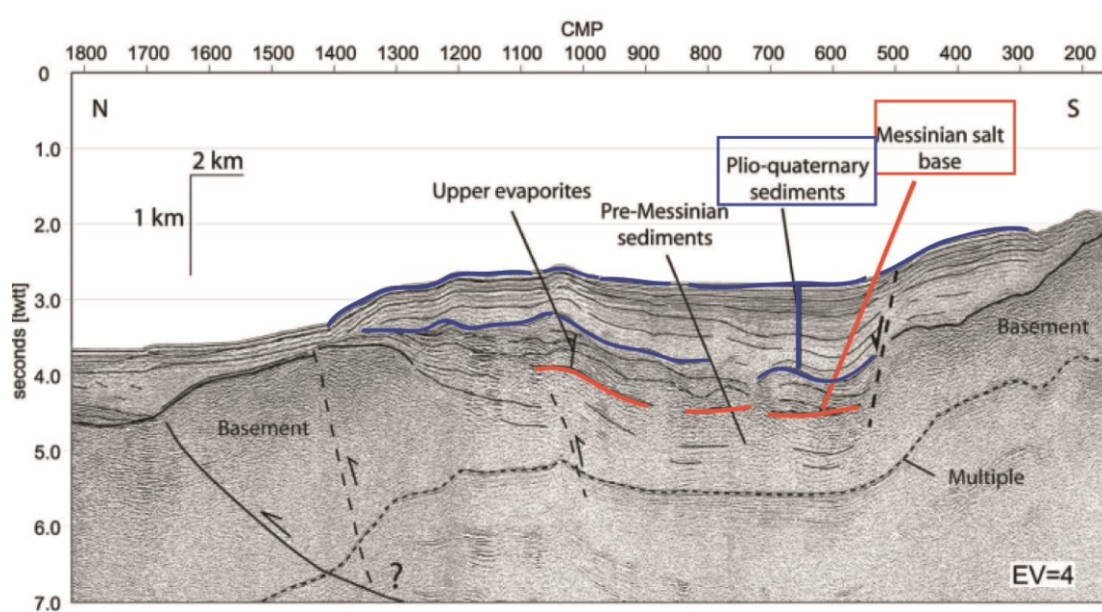 CMP
1800 1700 1600 1500 1400 1300 1200 1100 1000 900 800 700 600 500 400 300 200
0
N
S
1.0
Messinian salt
base
2 km
Plio-quaternary
sediments
Upper evaporites
1 km
Pre-Messinian
sediments
2.0
3.0
Basement
seconds [twtt]
4.0
Basement
5.0
Multiple
6.0
?
EV=4
7.0